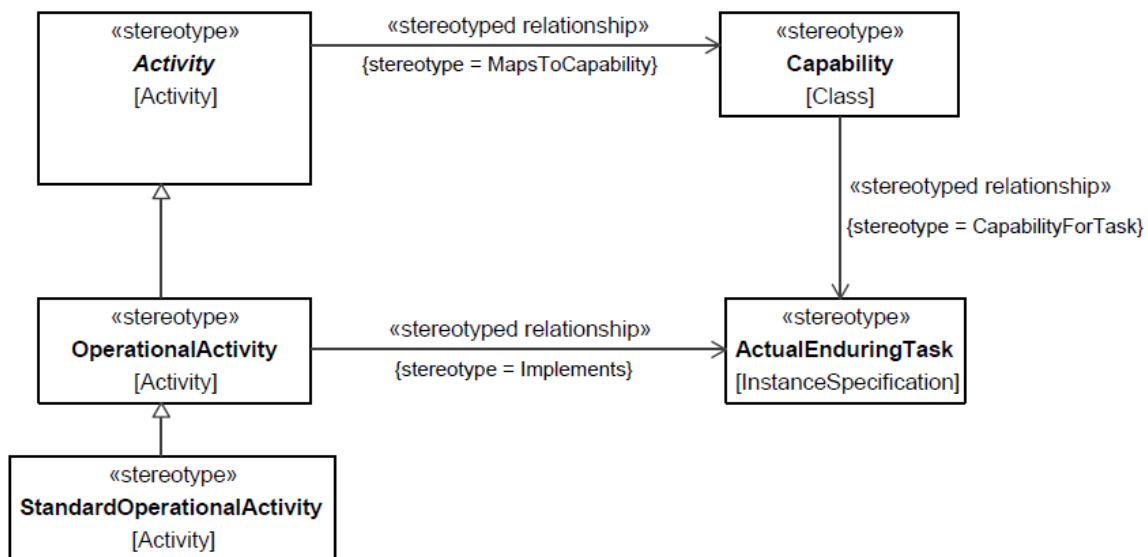 «stereotype»
Activity
[Activity]
«stereotyped relationship»
{stereotype = MapsToCapability}
«stereotype»
Capability
[Class]
«stereotyped relationship»
{stereotype = CapabilityForTask}
«stereotype»
OperationalActivity
[Activity]
«stereotyped relationship»
{stereotype = Implements}
«stereotype»
ActualEnduringTask
[InstanceSpecification]
«stereotype»
StandardOperationalActivity
[Activity]